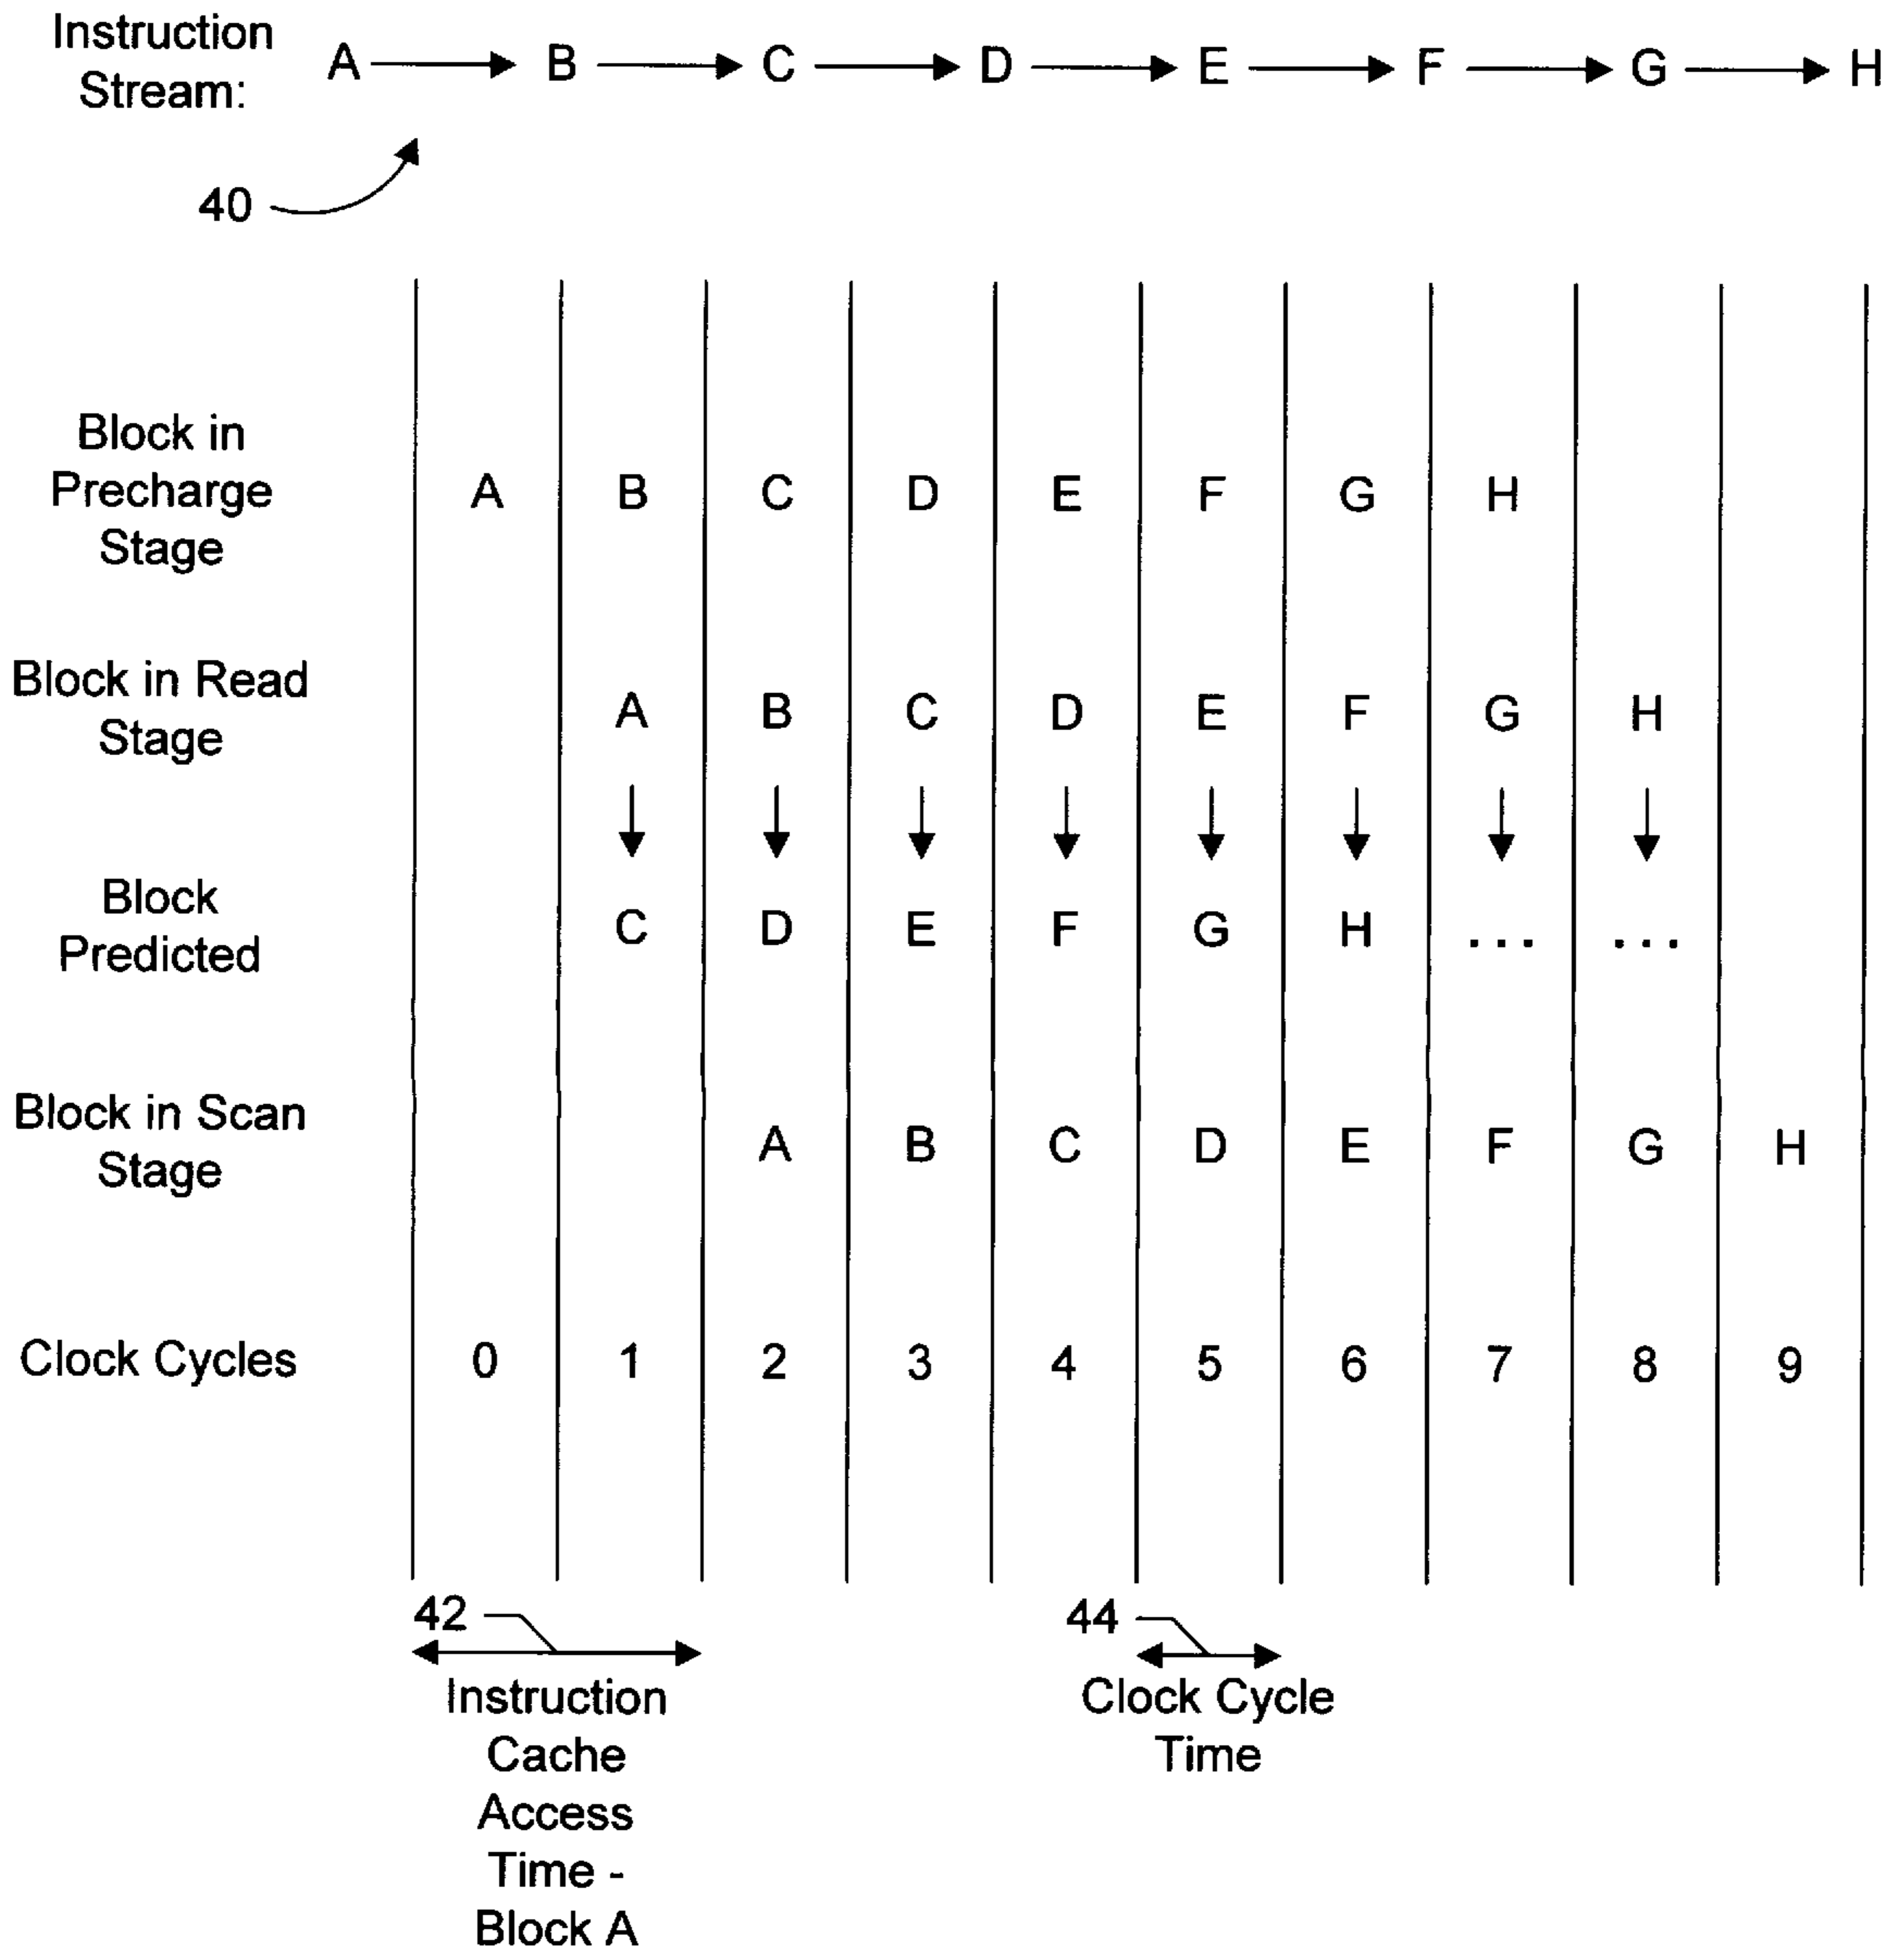 Instruction
Stream:
A B C D E F G H
40
Block in
Precharge
Stage
A B C D E F G H
Block in Read
Stage
A B C D E F G H
Block
Predicted
C D E F G H ... ...
Block in Scan
Stage
A B C D E F G H
Clock Cycles
0 1 2 3 4 5 6 7 8 9
42
Instruction
Cache
Access
Time -
Block A
44
Clock Cycle
Time